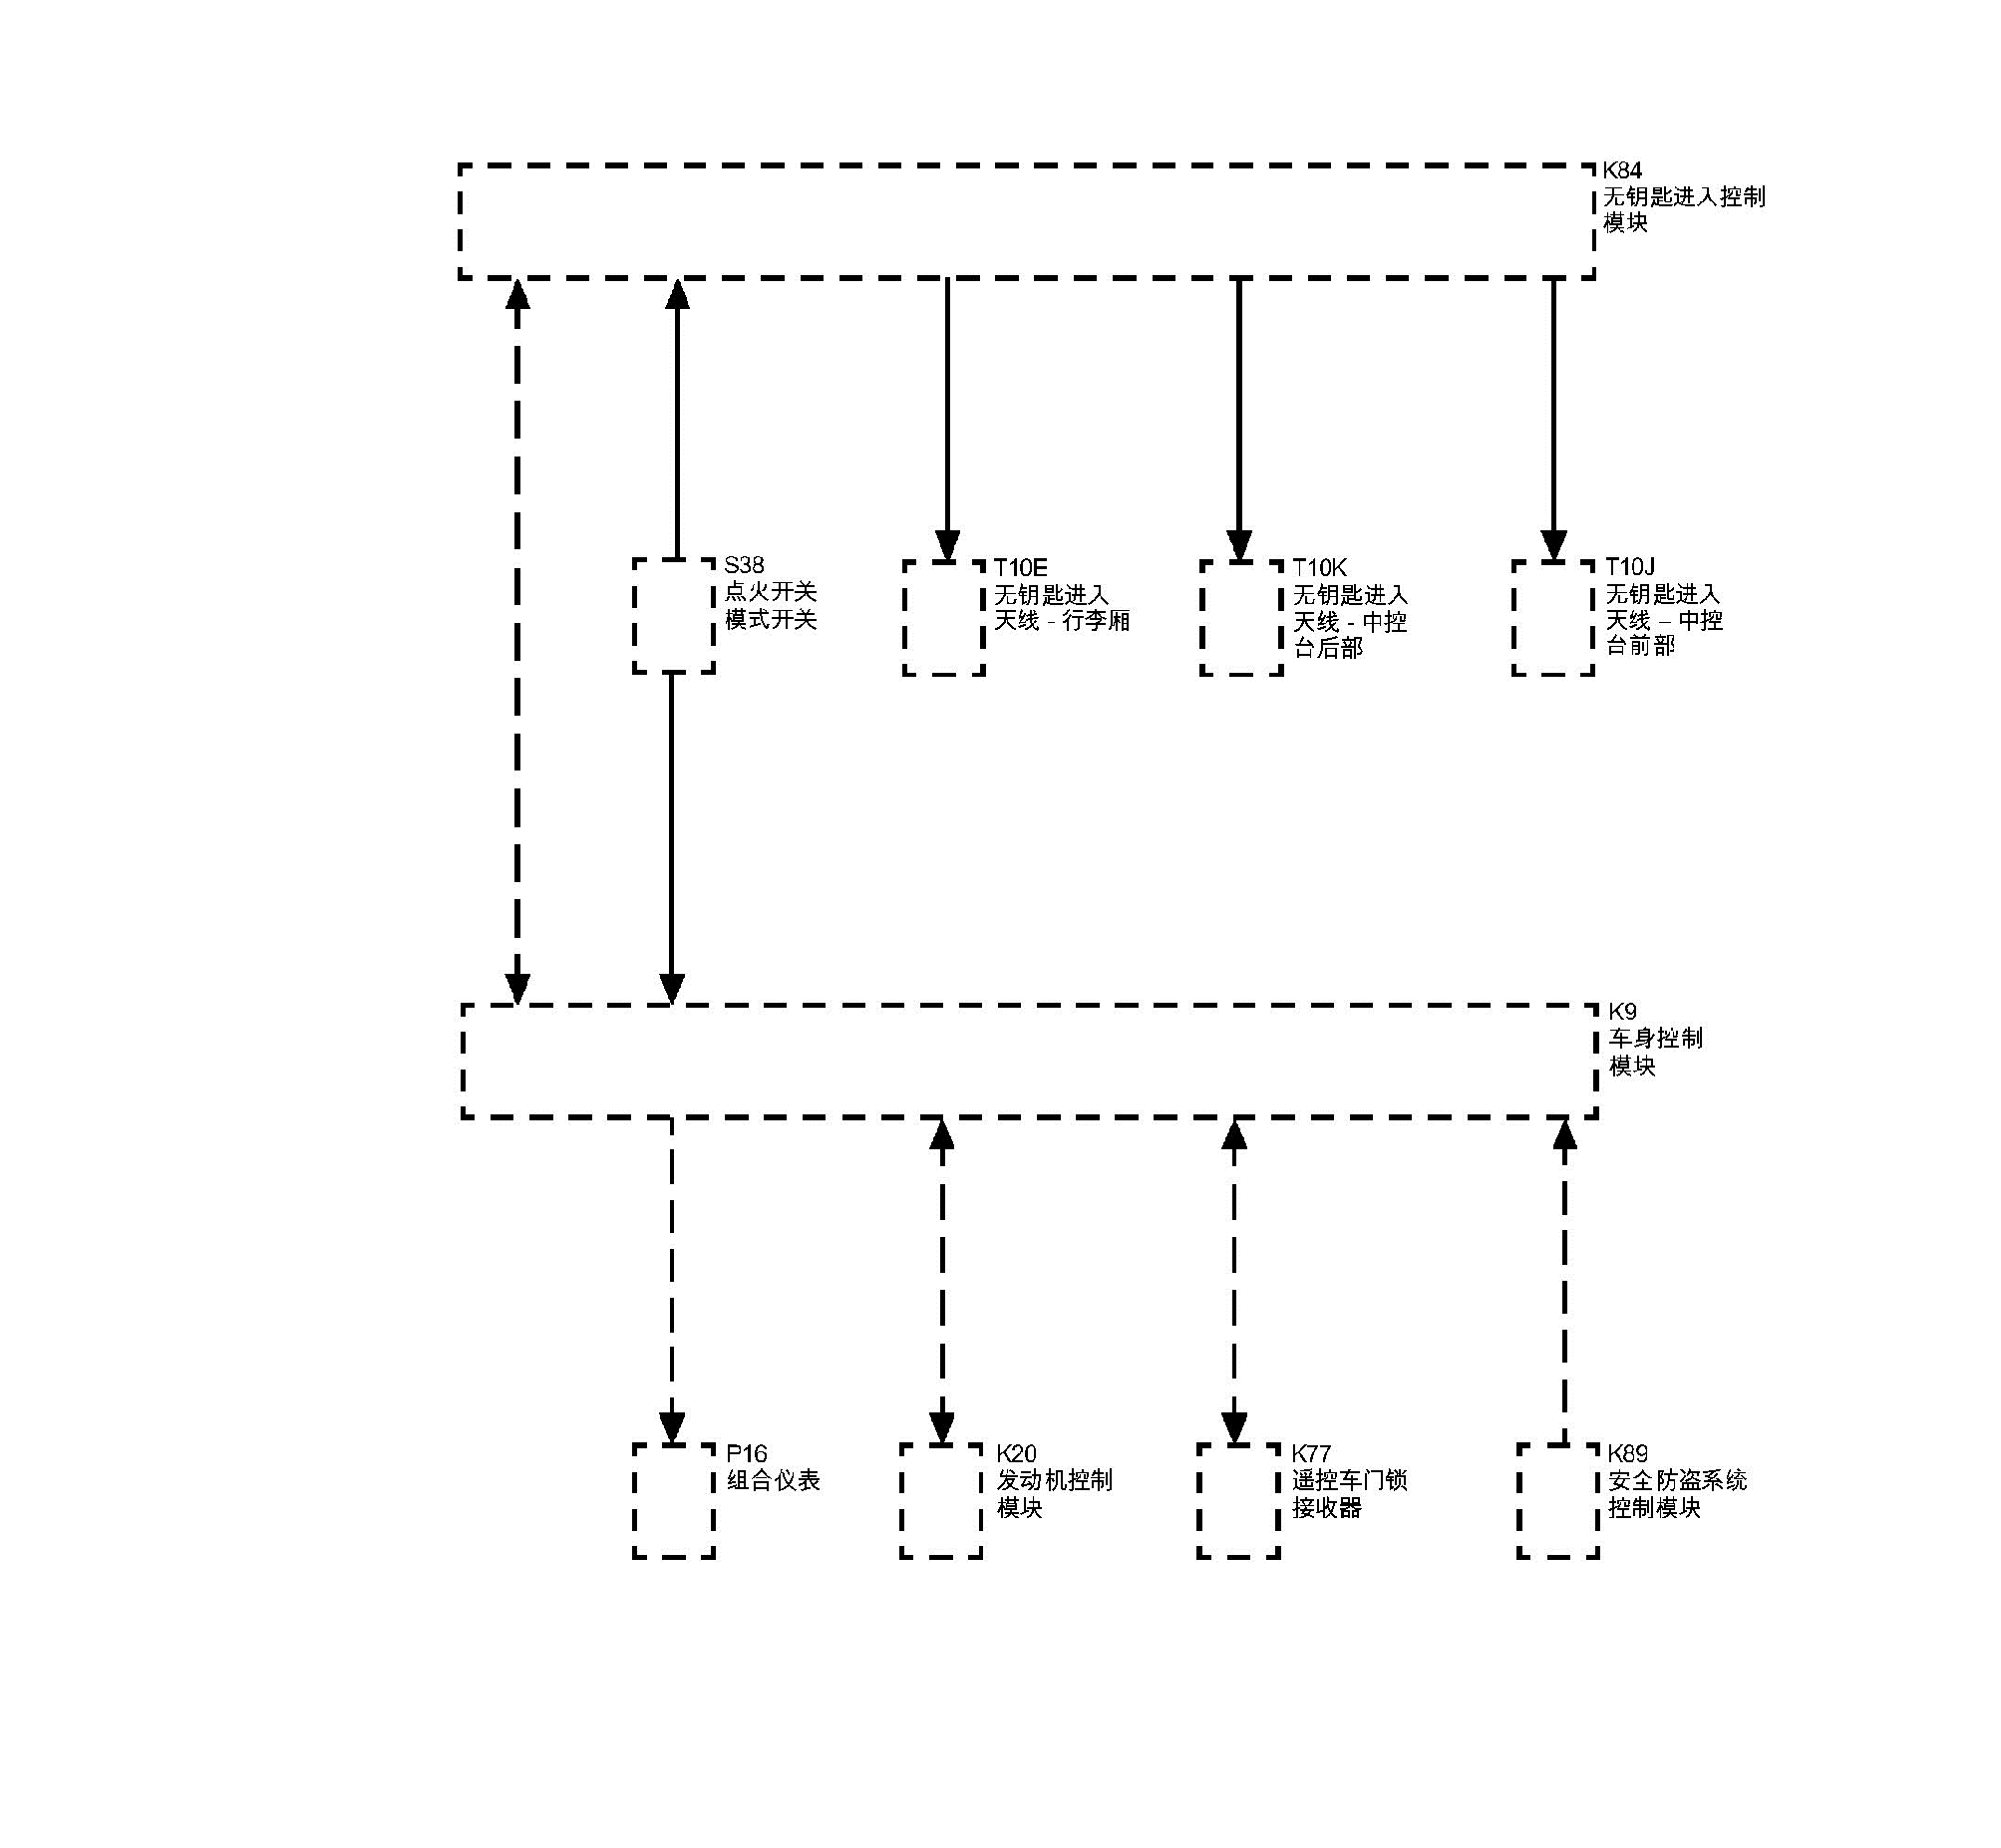 K84
无钥匙进入控制
模块
S38
点火开关
模式开关
T10E
无钥匙进入
天线 - 行李厢
T10K
无钥匙进入
天线 - 中控
台后部
T10J
无钥匙进入
天线 – 中控
台前部
K9
车身控制
模块
P16
组合仪表
K20
发动机控制
模块
K77
遥控车门锁
接收器
K89
安全防盗系统
控制模块